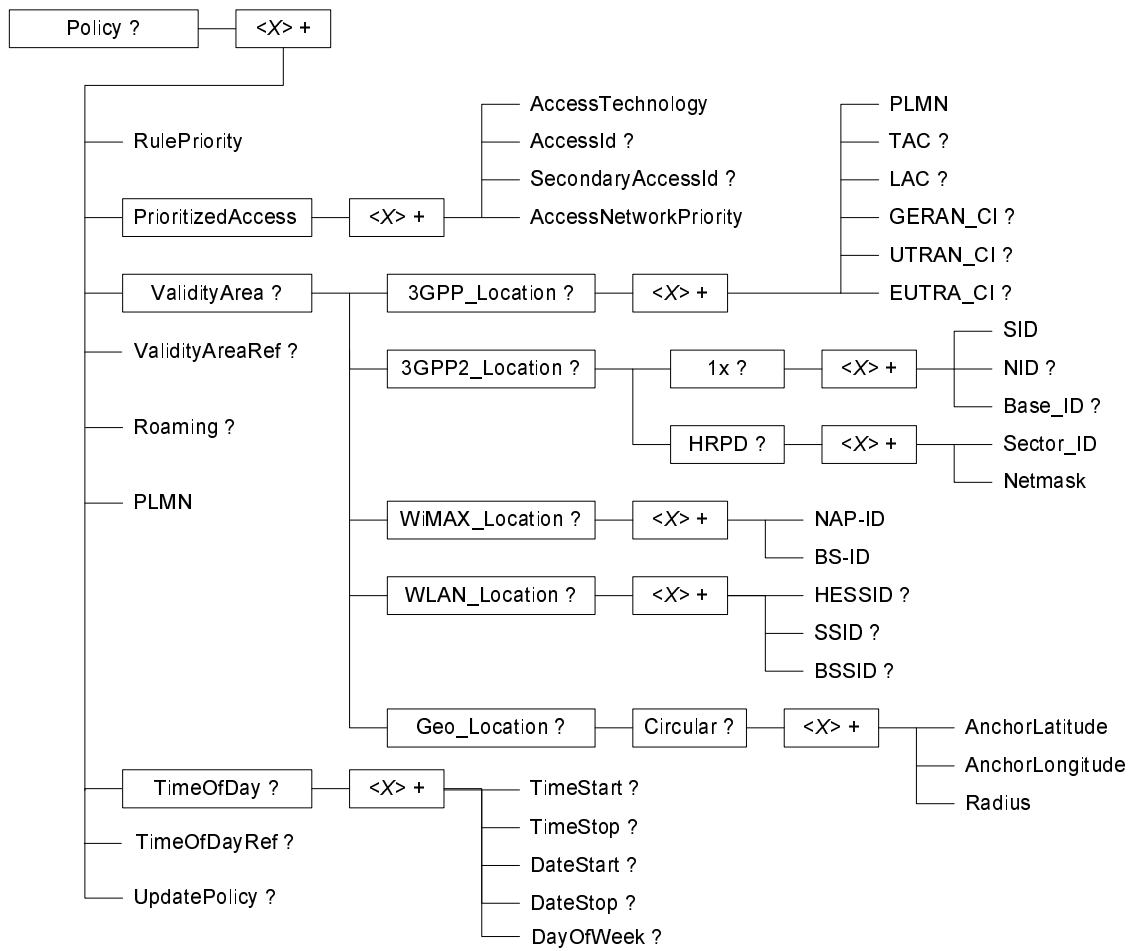 Policy ? <X> +
AccessTechnology PLMN
RulePriority AccessId ? TAC ?
SecondaryAccessId ? LAC ?
PrioritizedAccess <X> + AccessNetworkPriority GERAN_CI ?
UTRAN_CI ?
ValidityArea ? 3GPP_Location ? <X> + EUTRA_CI ?
SID
ValidityAreaRef ?
3GPP2_Location ? 1x ? <X> + NID ?
Base_ID ?
Roaming ?
HRPD ? <X> + Sector_ID
Netmask
PLMN
WiMAX_Location ? <X> + NAP-ID
BS-ID
WLAN_Location ? <X> + HESSID ?
SSID ?
BSSID ?
Geo_Location ? Circular ? <X> + AnchorLatitude
AnchorLongitude
TimeOfDay ? <X> + TimeStart ?
Radius
TimeStop ?
TimeOfDayRef ?
DateStart ?
UpdatePolicy ? DateStop ?
DayOfWeek ?